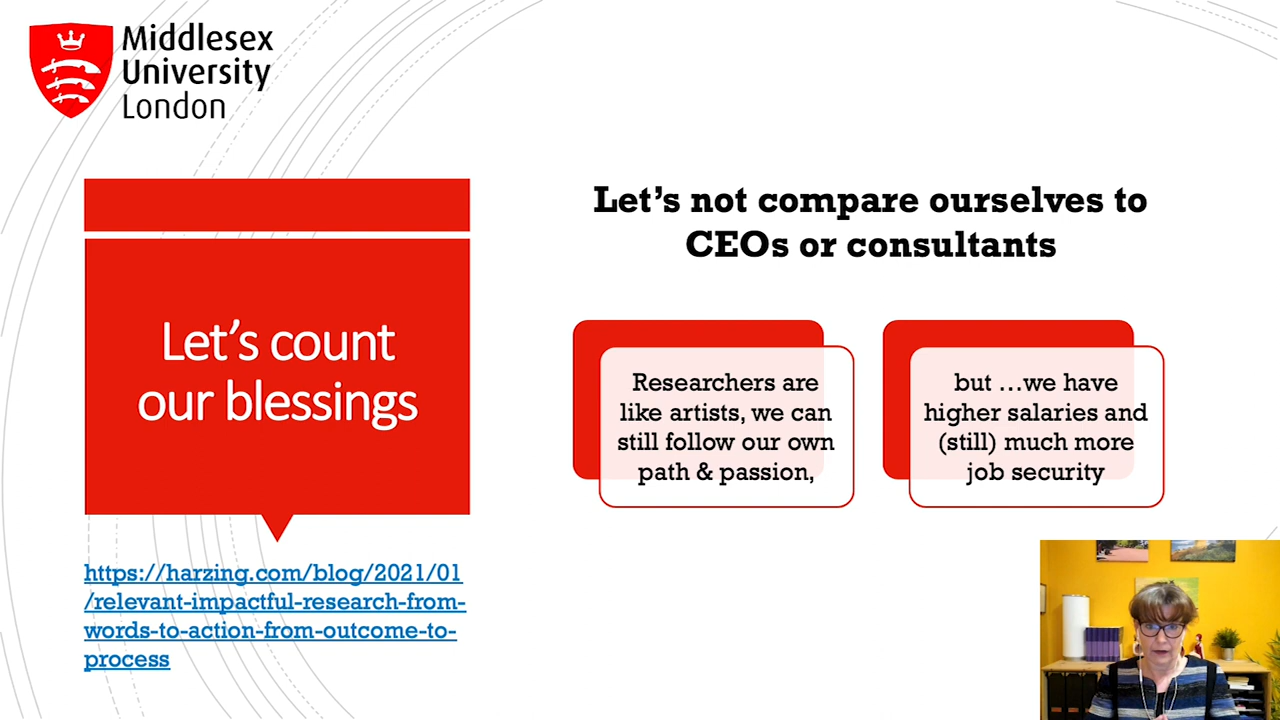 Middlesex
University
London
Let's count
our blessings
https://harzing.com/blog/2021/01
/relevant-impactful-research-from-
words-to-action-from-outcome-to-
process
Let's not compare ourselves to
CEOs or consultants
Researchers are
like artists, we can
still follow our own
path & passion,
but ...we have
higher salaries and
(still) much more
job security